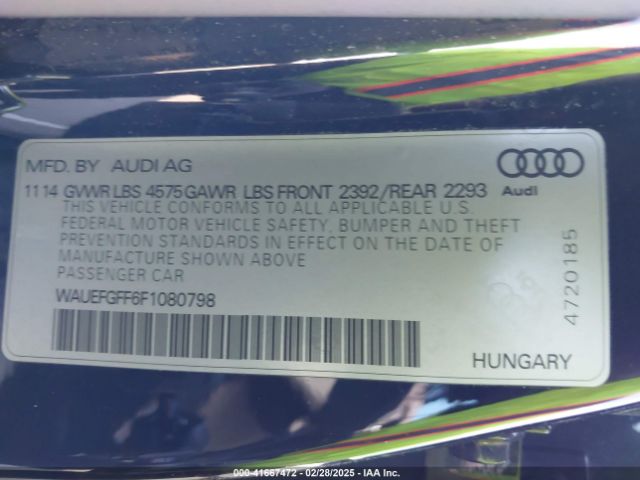 MFD. BY AUDI AG
1114 GVWR LBS 4575 GAWR LBS FRONT 2392/REAR 2293
Audi
THIS VEHICLE CONFORMS TO ALL APPLICABLE U.S.
FEDERAL MOTOR VEHICLE SAFETY, BUMPER AND THEFT
PREVENTION STANDARDS IN EFFECT ON THE DATE OF
MANUFACTURE SHOWN ABOVE
PASSENGER CAR
WAUEFGFF6F1080798
4720185
HUNGARY
000-41667472 - 02/28/2025 - IAA Inc.